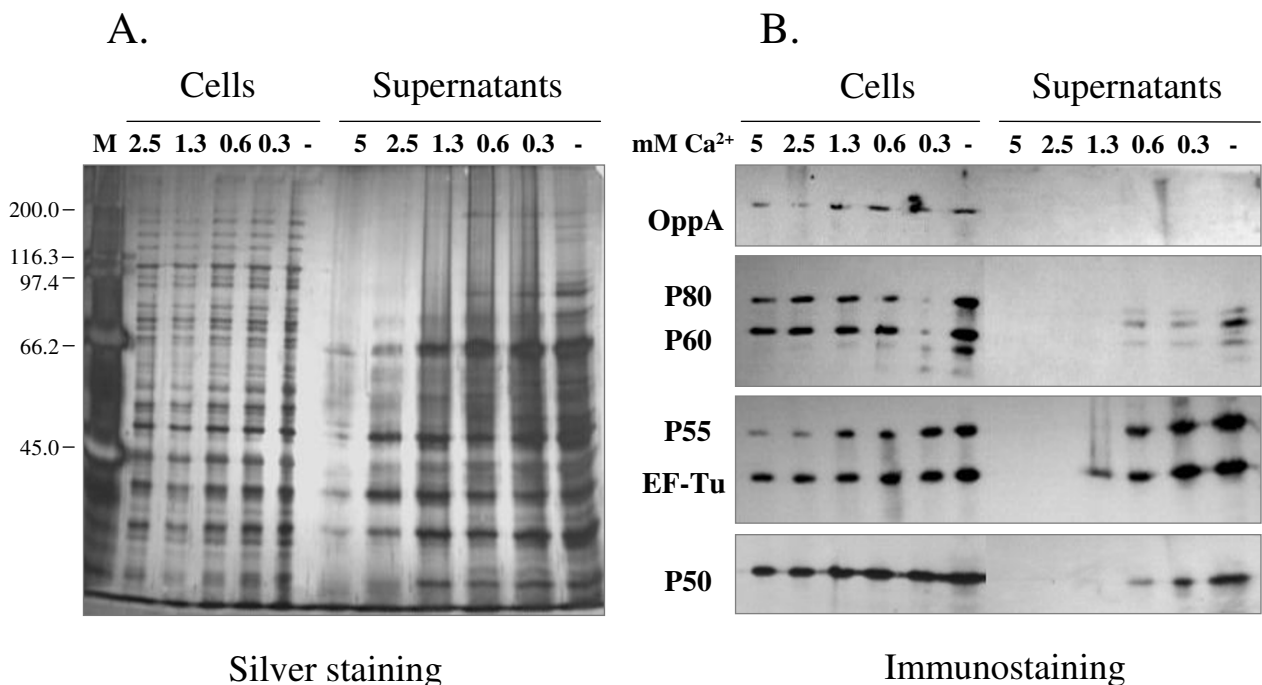 A.
Cells Supernatants
M 2.5 1.3 0.6 0.3 - 5 2.5 1.3 0.6 0.3 -
200.0
116.3
97.4
66.2
45.0
Silver staining
B.
Cells Supernatants
mM Ca²⁺ 5 2.5 1.3 0.6 0.3 - 5 2.5 1.3 0.6 0.3 -
OppA
P80
P60
P55
EF-Tu
P50
Immunostaining